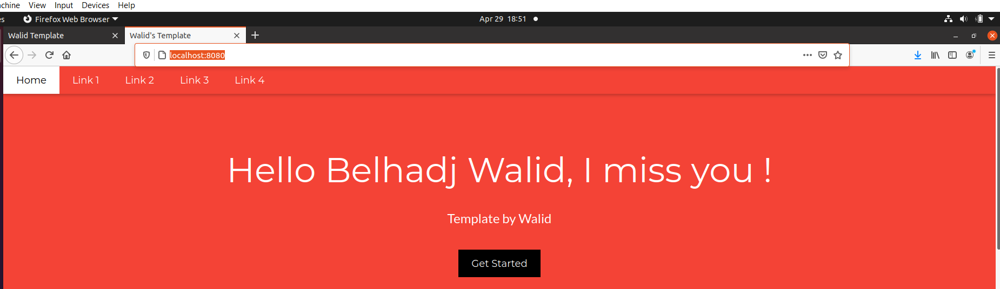 View Input Devices Help
Firefox Web Browser Apr 29 18:51
Walid Template Walid's Template
localhost:8080
Home Link 1 Link 2 Link 3 Link 4
Hello Belhadj Walid, I miss you !
Template by Walid
Get Started